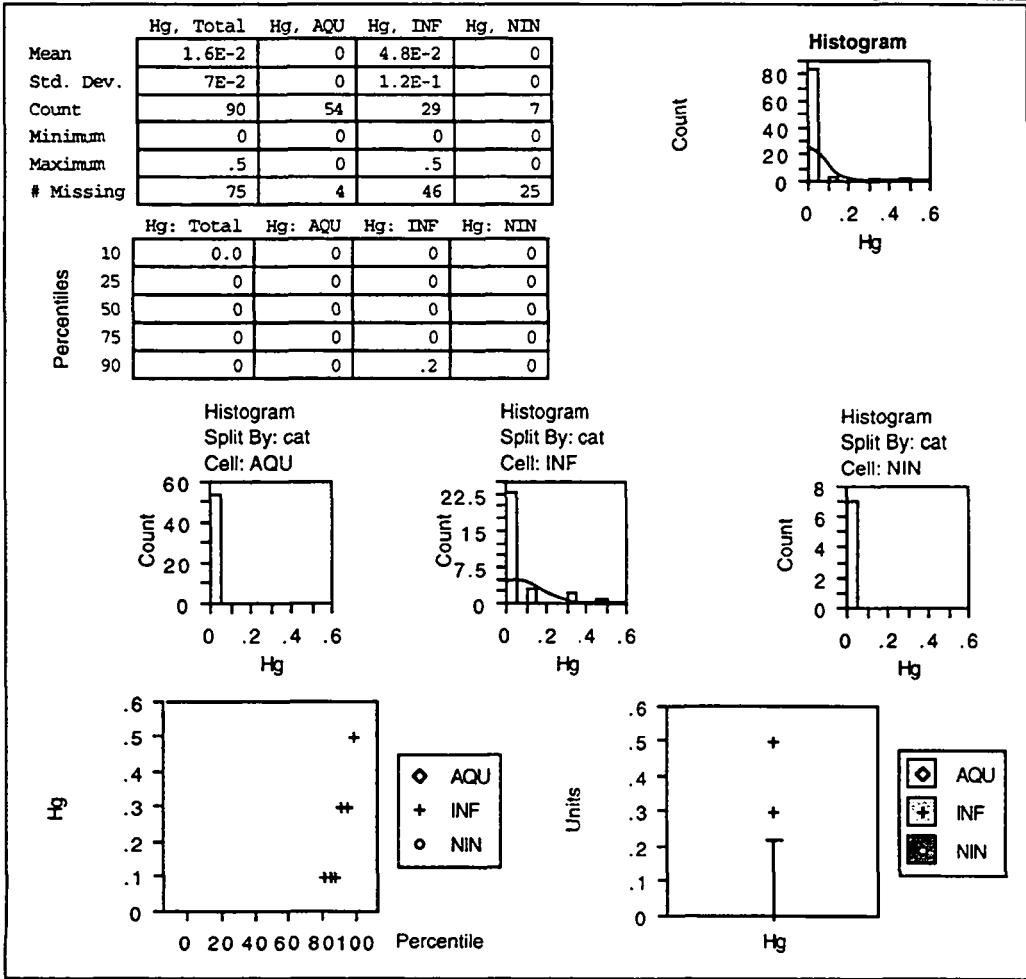 Hg, Total Hg, AQU Hg, INF Hg, NIN
Mean 1.6E-2 0 4.8E-2 0
Std. Dev. 7E-2 0 1.2E-1 0
Count 90 54 29 7
Minimum 0 0 0 0
Maximum .5 0 .5 0
# Missing 75 4 46 25
Hg: Total Hg: AQU Hg: INF Hg: NIN
Percentiles
10 0.0 0 0 0
25 0 0 0 0
50 0 0 0 0
75 0 0 0 0
90 0 0 .2 0
Histogram
Count
80
60
40
20
0
0 .2 .4 .6
Hg
Histogram
Split By: cat
Cell: AQU
Count
60
40
20
0
0 .2 .4 .6
Hg
Histogram
Split By: cat
Cell: INF
Count
22.5
15
7.5
0
0 .2 .4 .6
Hg
Histogram
Split By: cat
Cell: NIN
Count
8
6
4
2
0
0 .2 .4 .6
Hg
Hg
.6
.5
.4
.3
.2
.1
0
0 20 40 60 80 100 Percentile
AQU
INF
NIN
Units
.6
.5
.4
.3
.2
.1
0
Hg
AQU
INF
NIN